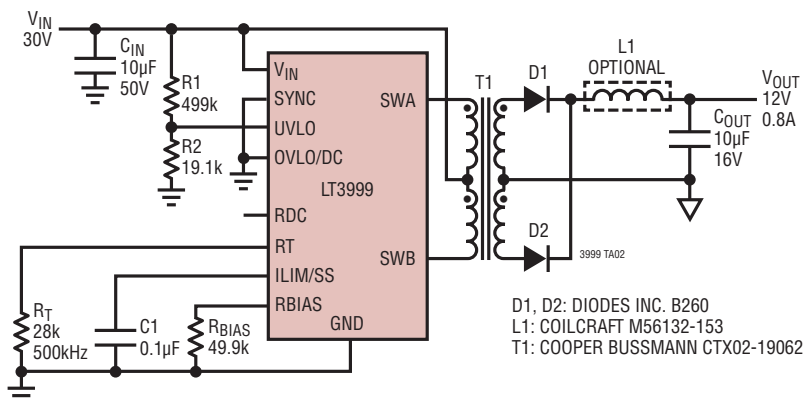 VIN
30V
CIN
10µF
50V
R1
499k
R2
19.1k
VIN
SYNC
UVLO
OVLO/DC
LT3999
RDC
RT
ILIM/SS
RBIAS
GND
SWA
SWB
T1
D1
D2
L1
OPTIONAL
VOUT
12V
0.8A
COUT
10µF
16V
3999 TA02
RT
28k
500kHz
C1
0.1µF
RBIAS
49.9k
D1, D2: DIODES INC. B260
L1: COILCRAFT M56132-153
T1: COOPER BUSSMANN CTX02-19062